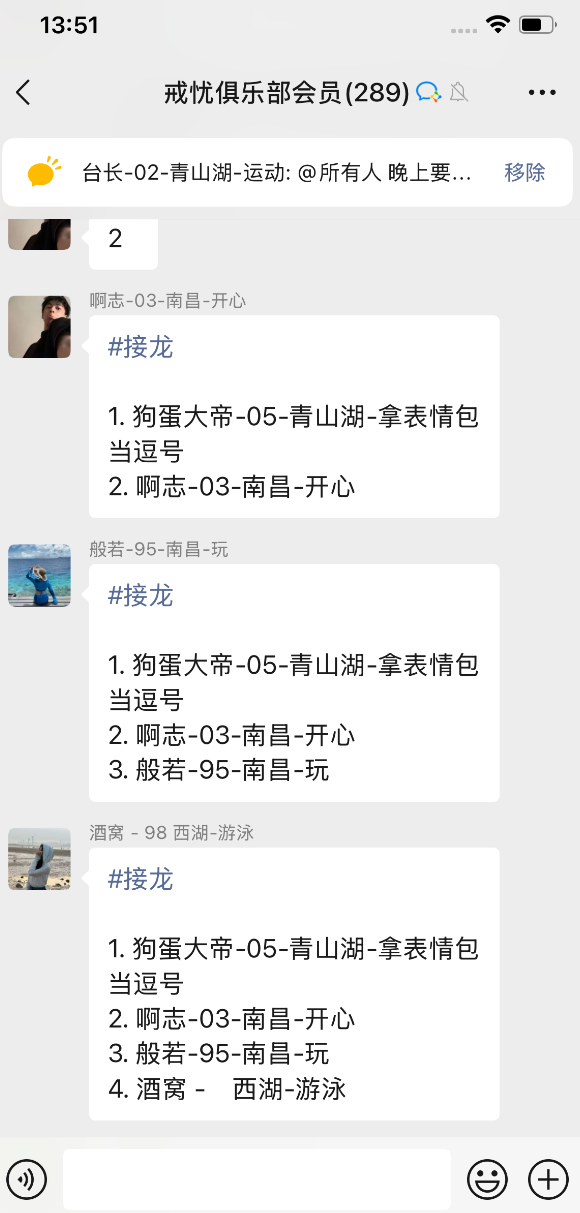 13:51
戒忧俱乐部会员(289)
台长-02-青山湖-运动: @所有人 晚上要... 移除
2
啊志-03-南昌-开心
#接龙
1. 狗蛋大帝-05-青山湖-拿表情包
当逗号
2. 啊志-03-南昌-开心
般若-95-南昌-玩
#接龙
1. 狗蛋大帝-05-青山湖-拿表情包
当逗号
2. 啊志-03-南昌-开心
3. 般若-95-南昌-玩
酒窝 - 98 西湖-游泳
#接龙
1. 狗蛋大帝-05-青山湖-拿表情包
当逗号
2. 啊志-03-南昌-开心
3. 般若-95-南昌-玩
4. 酒窝 - 西湖-游泳